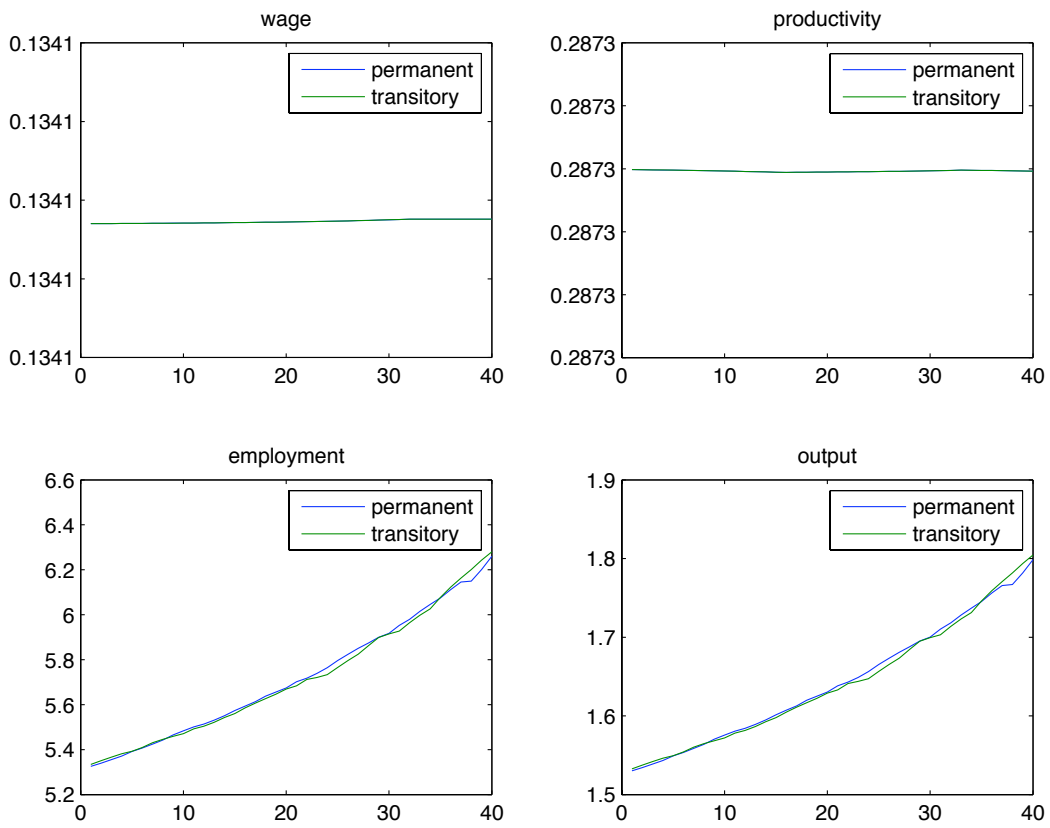 wage
0.1341
0.1341
0.1341
0.1341
0.1341
0 10 20 30 40
permanent
transitory
productivity
0.2873
0.2873
0.2873
0.2873
0.2873
0.2873
0 10 20 30 40
permanent
transitory
employment
6.6
6.4
6.2
6
5.8
5.6
5.4
5.2
0 10 20 30 40
permanent
transitory
output
1.9
1.8
1.7
1.6
1.5
0 10 20 30 40
permanent
transitory